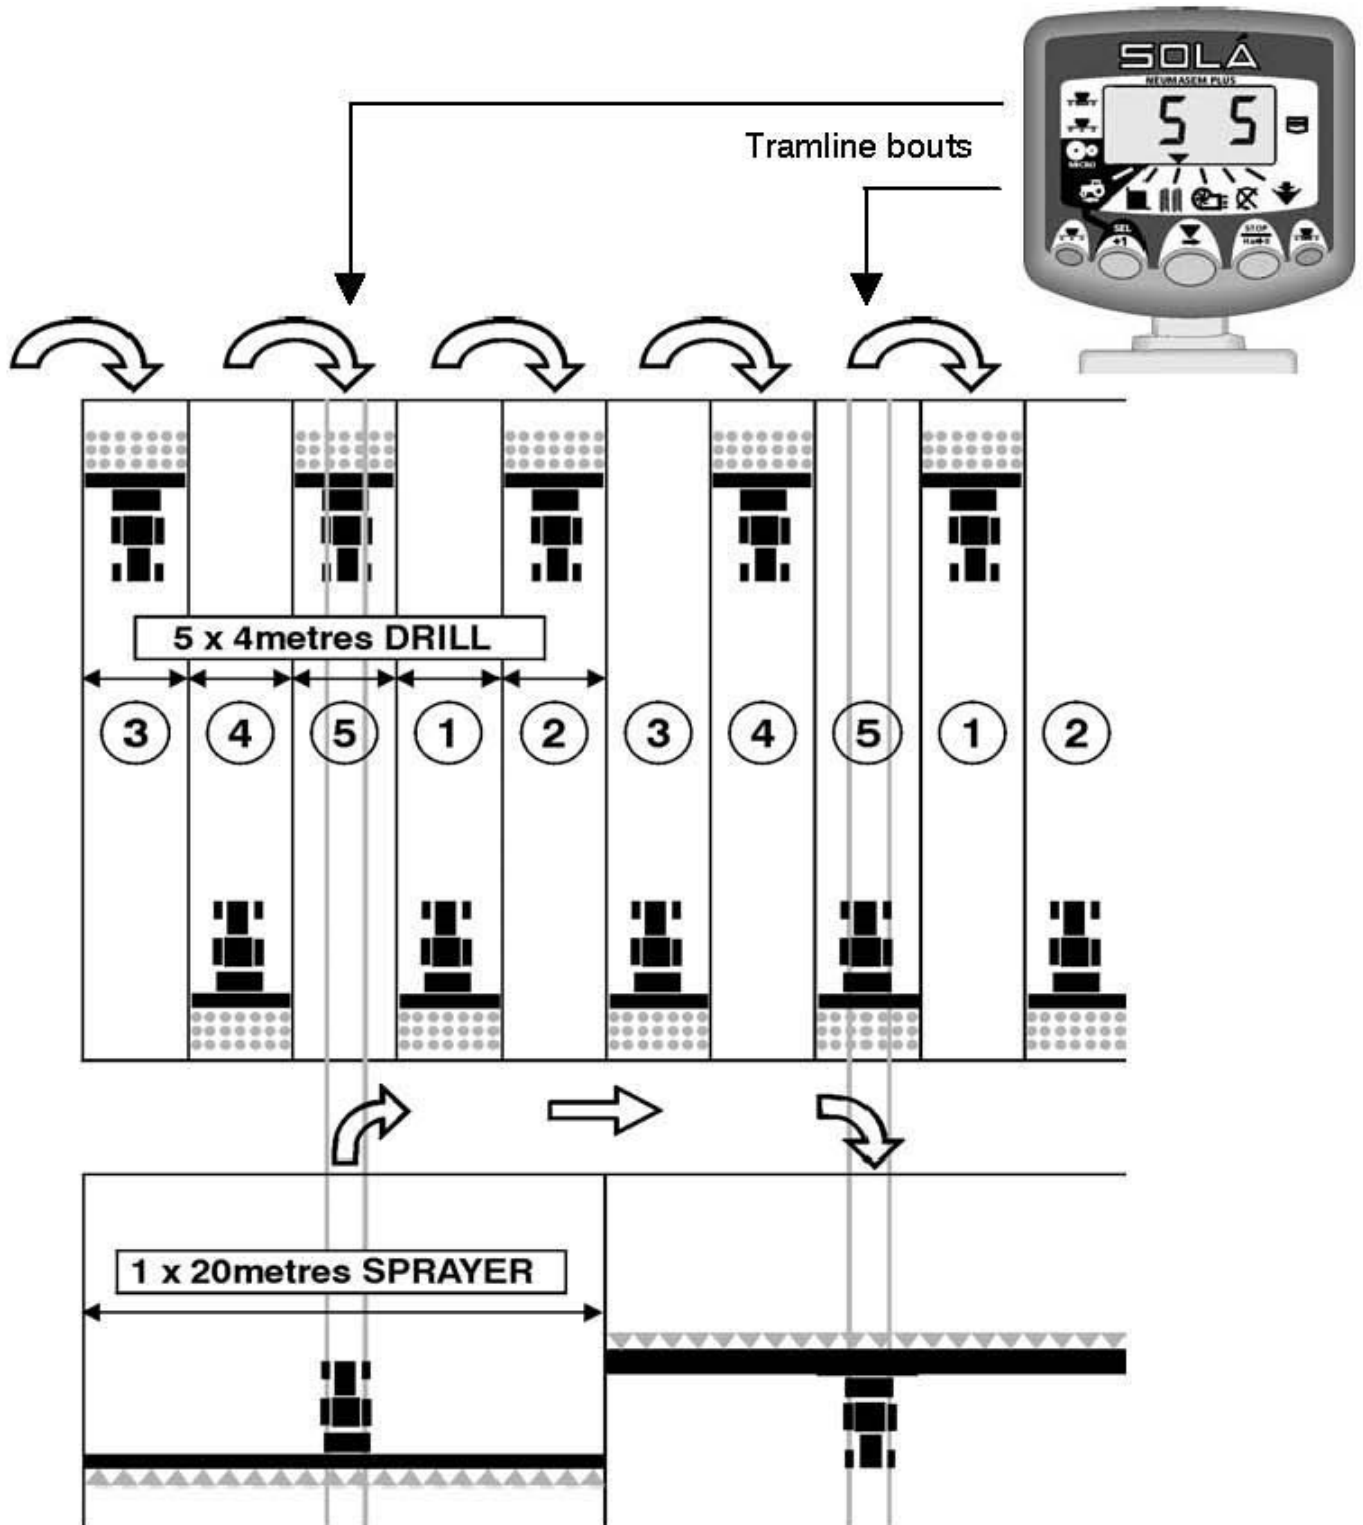 SOLÁ
NEUMASEM PLUS
5 5
Tramline bouts
MICRO
SEL
+1
STOP
5 x 4metres DRILL
3 4 5 1 2 3 4 5 1 2
1 x 20metres SPRAYER